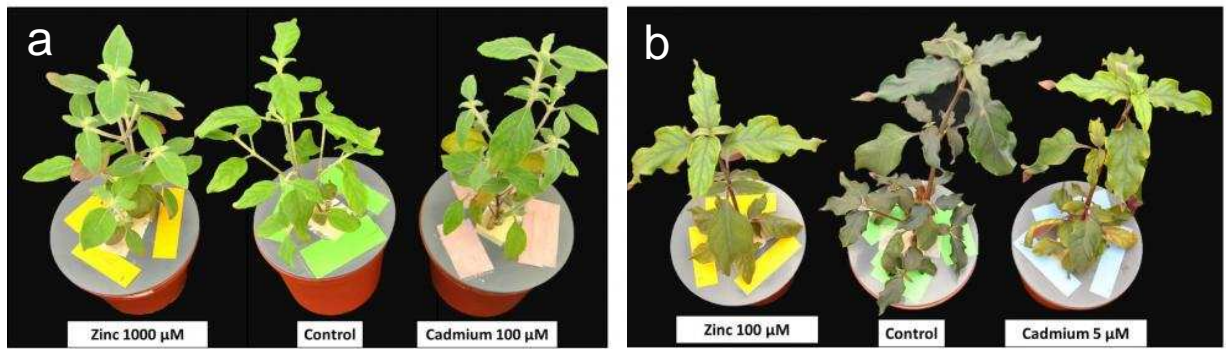 a
b
Zinc 1000 µM
Control
Cadmium 100 µM
Zinc 100 µM
Control
Cadmium 5 µM